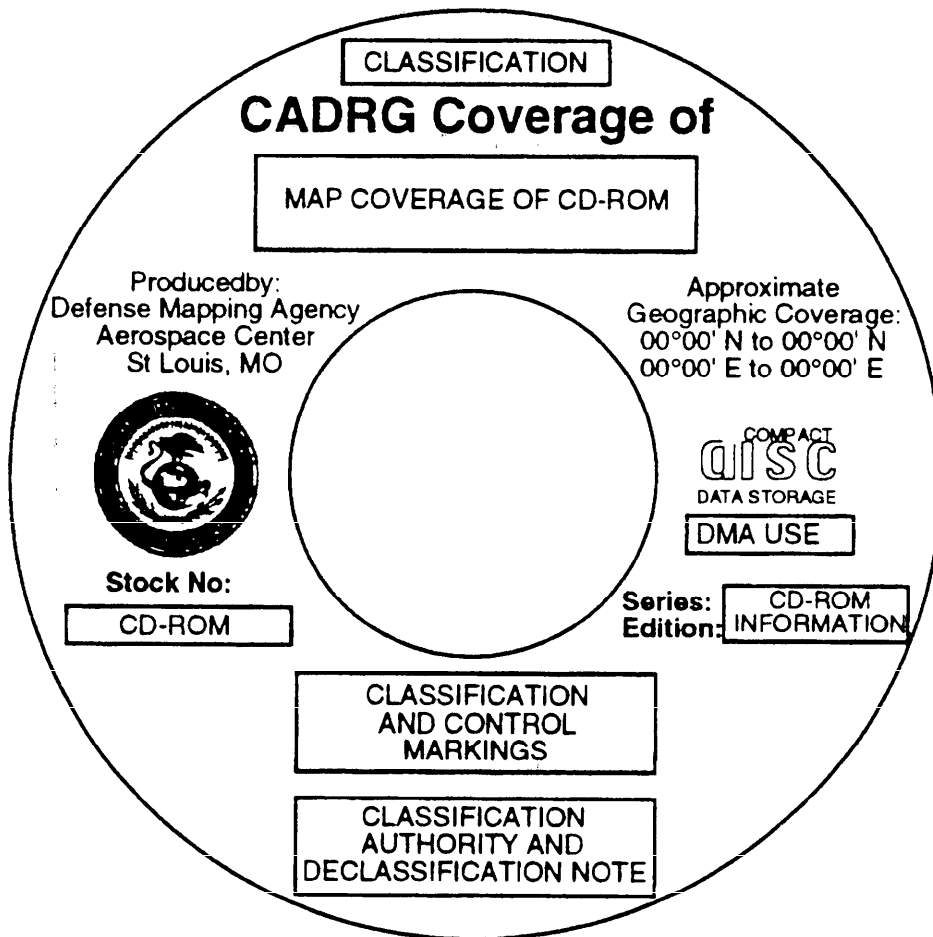 CLASSIFICATION
CADRG Coverage of
MAP COVERAGE OF CD-ROM
Producedby:
Defense Mapping Agency
Aerospace Center
St Louis, MO
Approximate
Geographic Coverage:
00°00' N to 00°00' N
00°00' E to 00°00' E
COMPACT
disc
DATA STORAGE
DMA USE
Stock No:
CD-ROM
Series:
Edition:
CD-ROM
INFORMATION
CLASSIFICATION
AND CONTROL
MARKINGS
CLASSIFICATION
AUTHORITY AND
DECLASSIFICATION NOTE